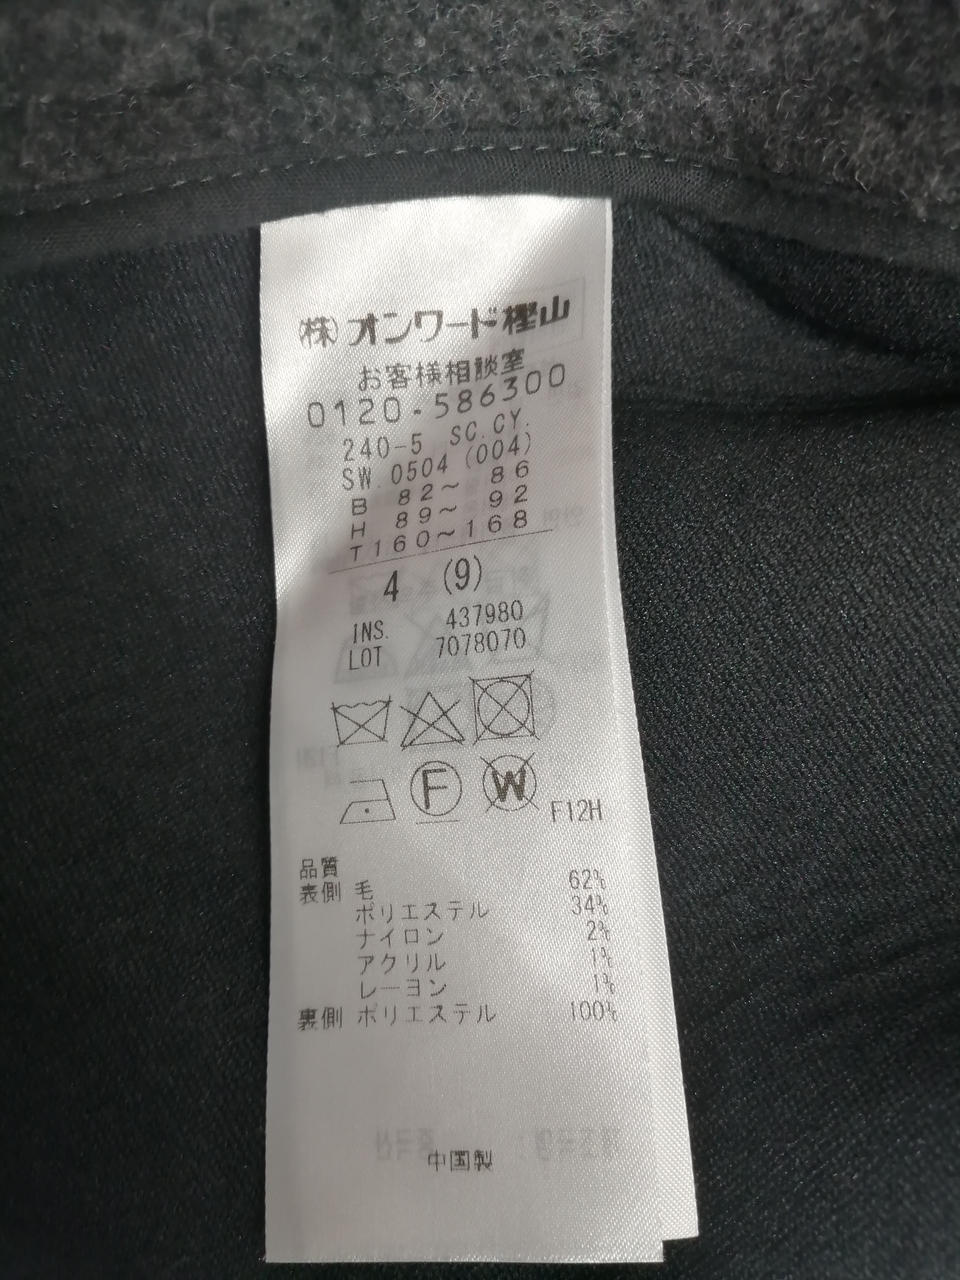 (株)オンワード樫山
お客様相談室
0120-586300
240-5 SC.CY.
SW.0504 (004)
B 82~ 86
H 89~ 92
T160~168
4 (9)
INS. 437980
LOT 7078070
F W F12H
品質
表側 毛 62%
ポリエステル 34%
ナイロン 2%
アクリル 1%
レーヨン 1%
裏側 ポリエステル 100%
中国製